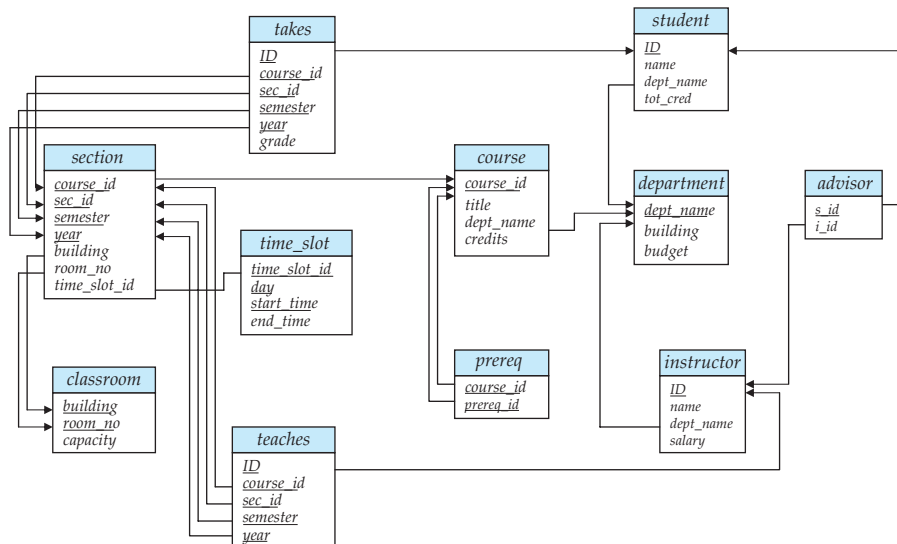 takes
ID
course_id
sec_id
semester
year
grade
student
ID
name
dept_name
tot_cred
section
course_id
sec_id
semester
year
building
room_no
time_slot_id
course
course_id
title
dept_name
credits
department
dept_name
building
budget
advisor
s_id
i_id
time_slot
time_slot_id
day
start_time
end_time
prereq
course_id
prereq_id
instructor
ID
name
dept_name
salary
classroom
building
room_no
capacity
teaches
ID
course_id
sec_id
semester
year